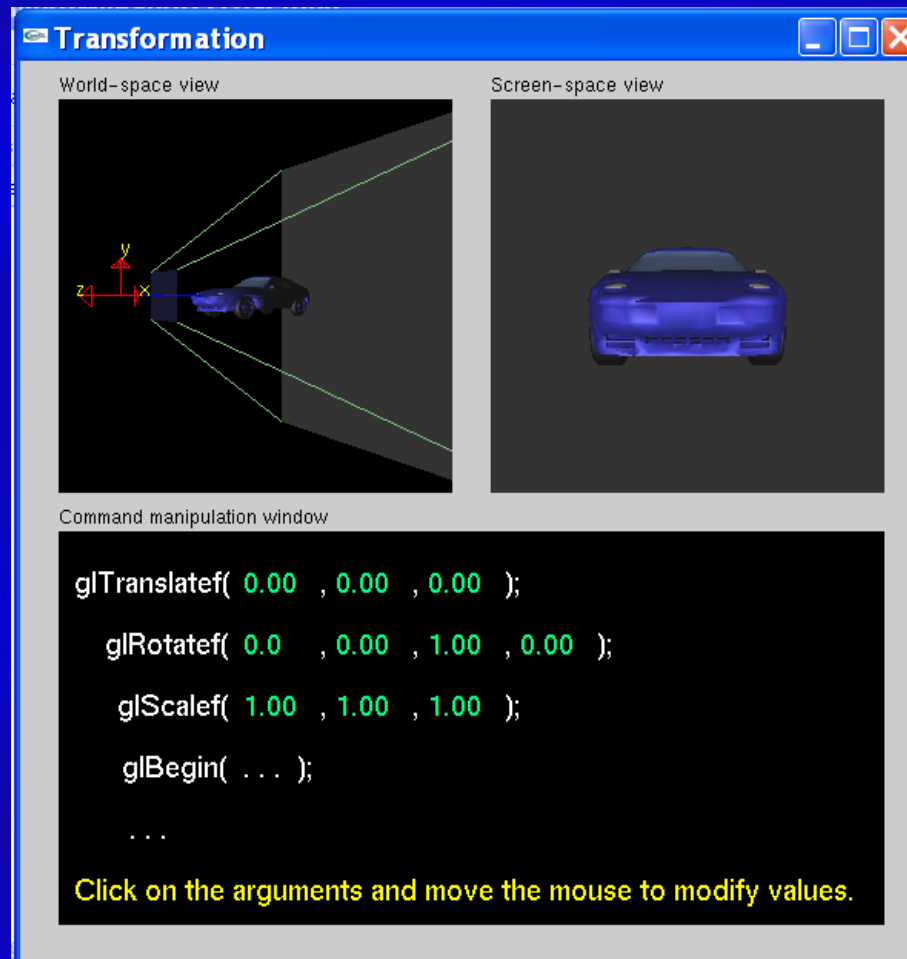 Transformation
World-space view
Screen-space view
y
z
x
Command manipulation window
glTranslatef( 0.00 , 0.00 , 0.00 );
glRotatef( 0.0 , 0.00 , 1.00 , 0.00 );
glScalef( 1.00 , 1.00 , 1.00 );
glBegin( . . . );
. . .
Click on the arguments and move the mouse to modify values.